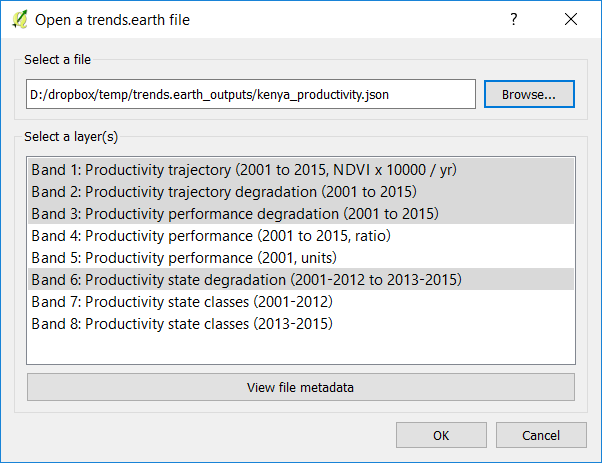 Open a trends.earth file
?
Select a file
D:/dropbox/temp/trends.earth_outputs/kenya_productivity.json
Browse...
Select a layer(s)
Band 1: Productivity trajectory (2001 to 2015, NDVI x 10000 / yr)
Band 2: Productivity trajectory degradation (2001 to 2015)
Band 3: Productivity performance degradation (2001 to 2015)
Band 4: Productivity performance (2001 to 2015, ratio)
Band 5: Productivity performance (2001, units)
Band 6: Productivity state degradation (2001-2012 to 2013-2015)
Band 7: Productivity state classes (2001-2012)
Band 8: Productivity state classes (2013-2015)
View file metadata
OK
Cancel